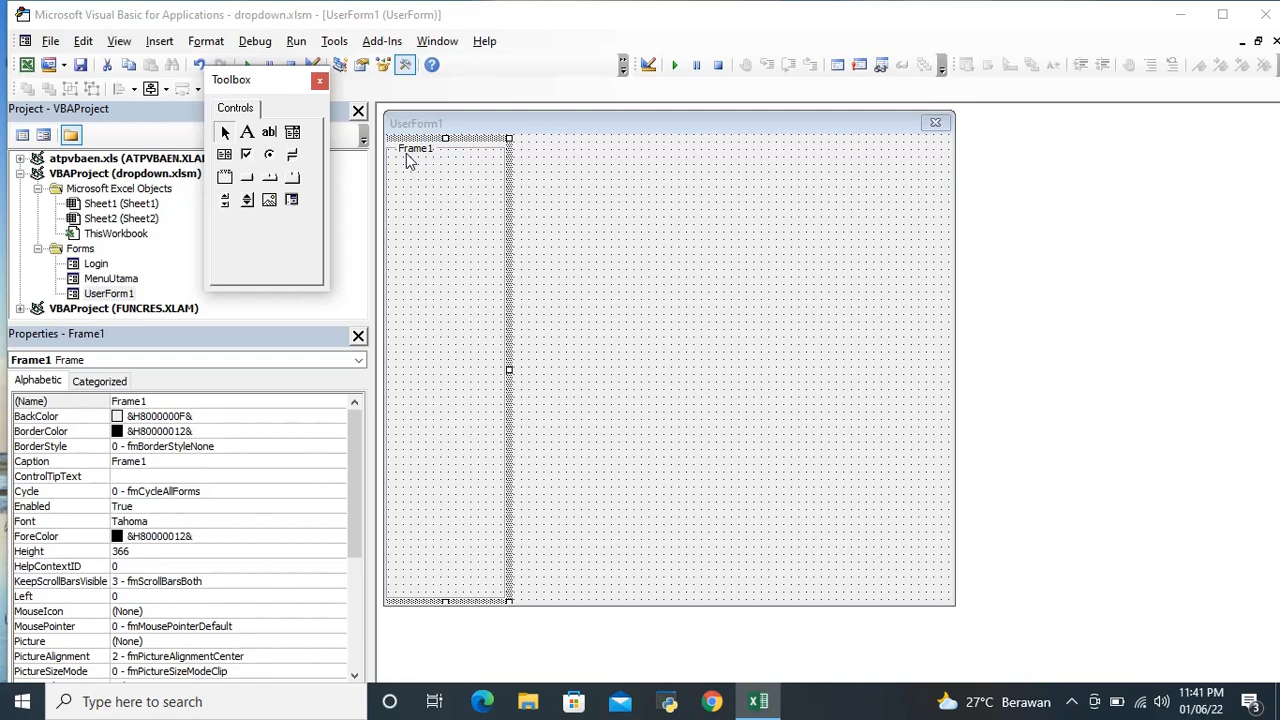 Microsoft Visual Basic for Applications - dropdown.xlsm - [UserForm1 (UserForm)]
File Edit View Insert Format Debug Run Tools Add-Ins Window Help
Toolbox
Controls
Project - VBAProject
atpvbaen.xls (ATPVBAEN.XLA
VBAProject (dropdown.xlsm)
Microsoft Excel Objects
Sheet1 (Sheet1)
Sheet2 (Sheet2)
ThisWorkbook
Forms
Login
MenuUtama
UserForm1
VBAProject (FUNCRES.XLAM)
Properties - Frame1
Frame1 Frame
Alphabetic Categorized
(Name) Frame1
BackColor &H8000000F&
BorderColor &H80000012&
BorderStyle 0 - fmBorderStyleNone
Caption Frame1
ControlTipText
Cycle 0 - fmCycleAllForms
Enabled True
Font Tahoma
ForeColor &H80000012&
Height 366
HelpContextID 0
KeepScrollBarsVisible 3 - fmScrollBarsBoth
Left 0
MouseIcon (None)
MousePointer 0 - fmMousePointerDefault
Picture (None)
PictureAlignment 2 - fmPictureAlignmentCenter
PictureSizeMode 0 - fmPictureSizeModeClip
UserForm1
Frame1
A ab|
Type here to search
27°C Berawan
11:41 PM
01/06/22
3